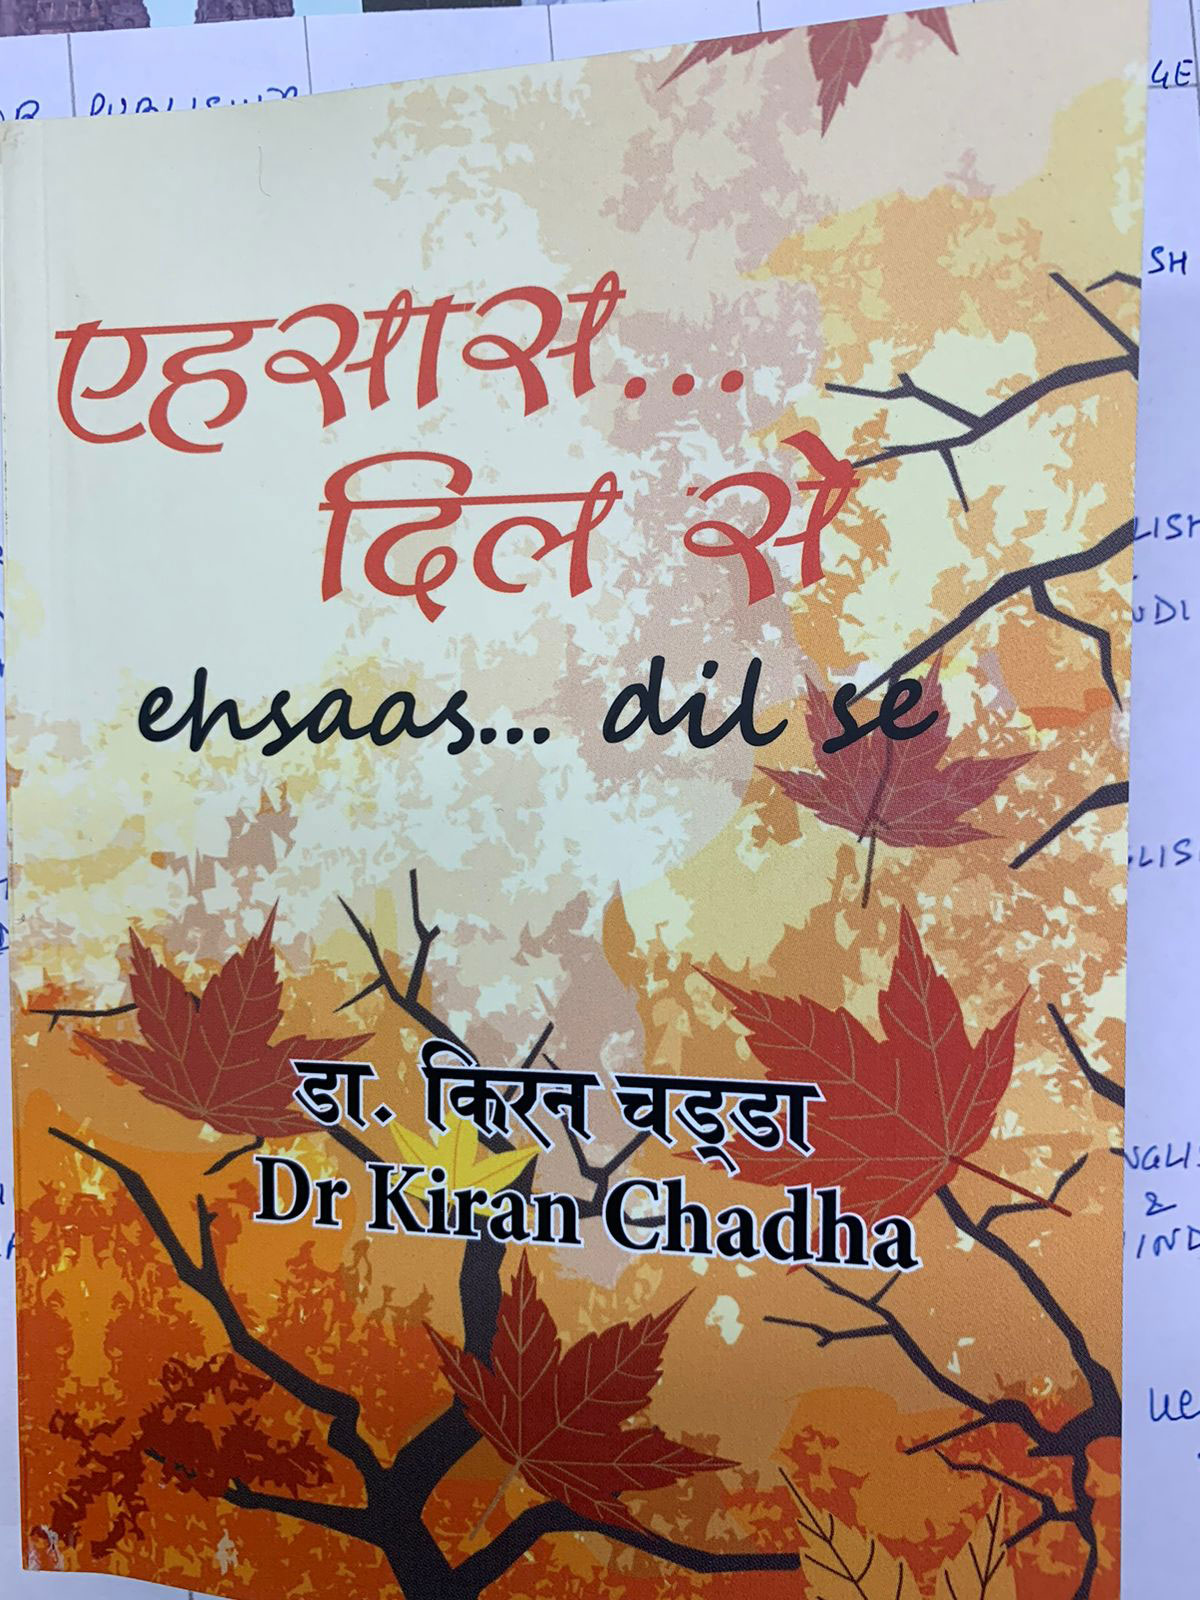 एहसास...
दिल से
ehsaas... dil se
डा. किरन चड्डा
Dr Kiran Chadha